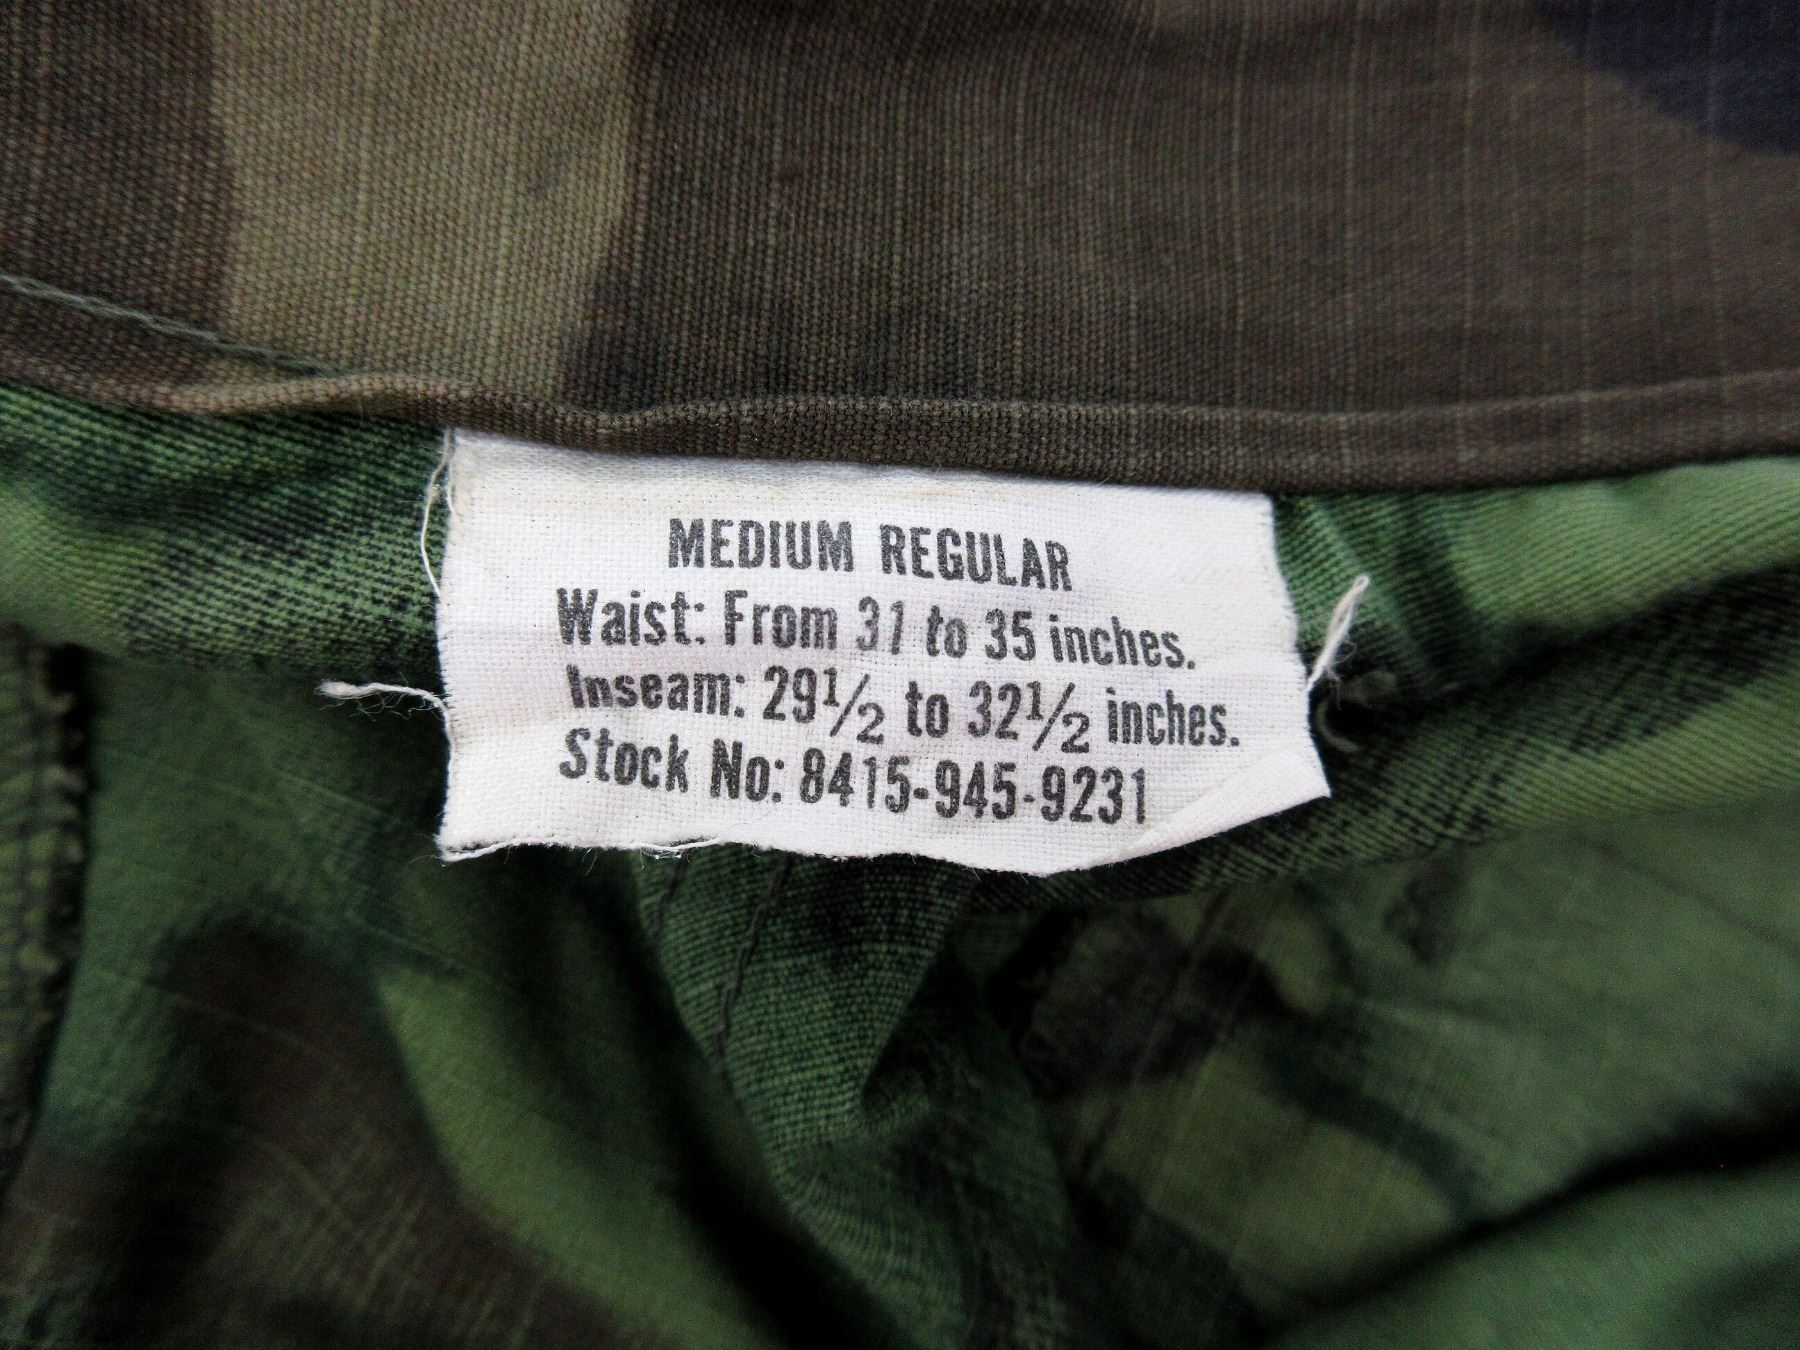 MEDIUM REGULAR
Waist: From 31 to 35 inches.
Inseam: 29½ to 32½ inches.
Stock No: 8415-945-9231